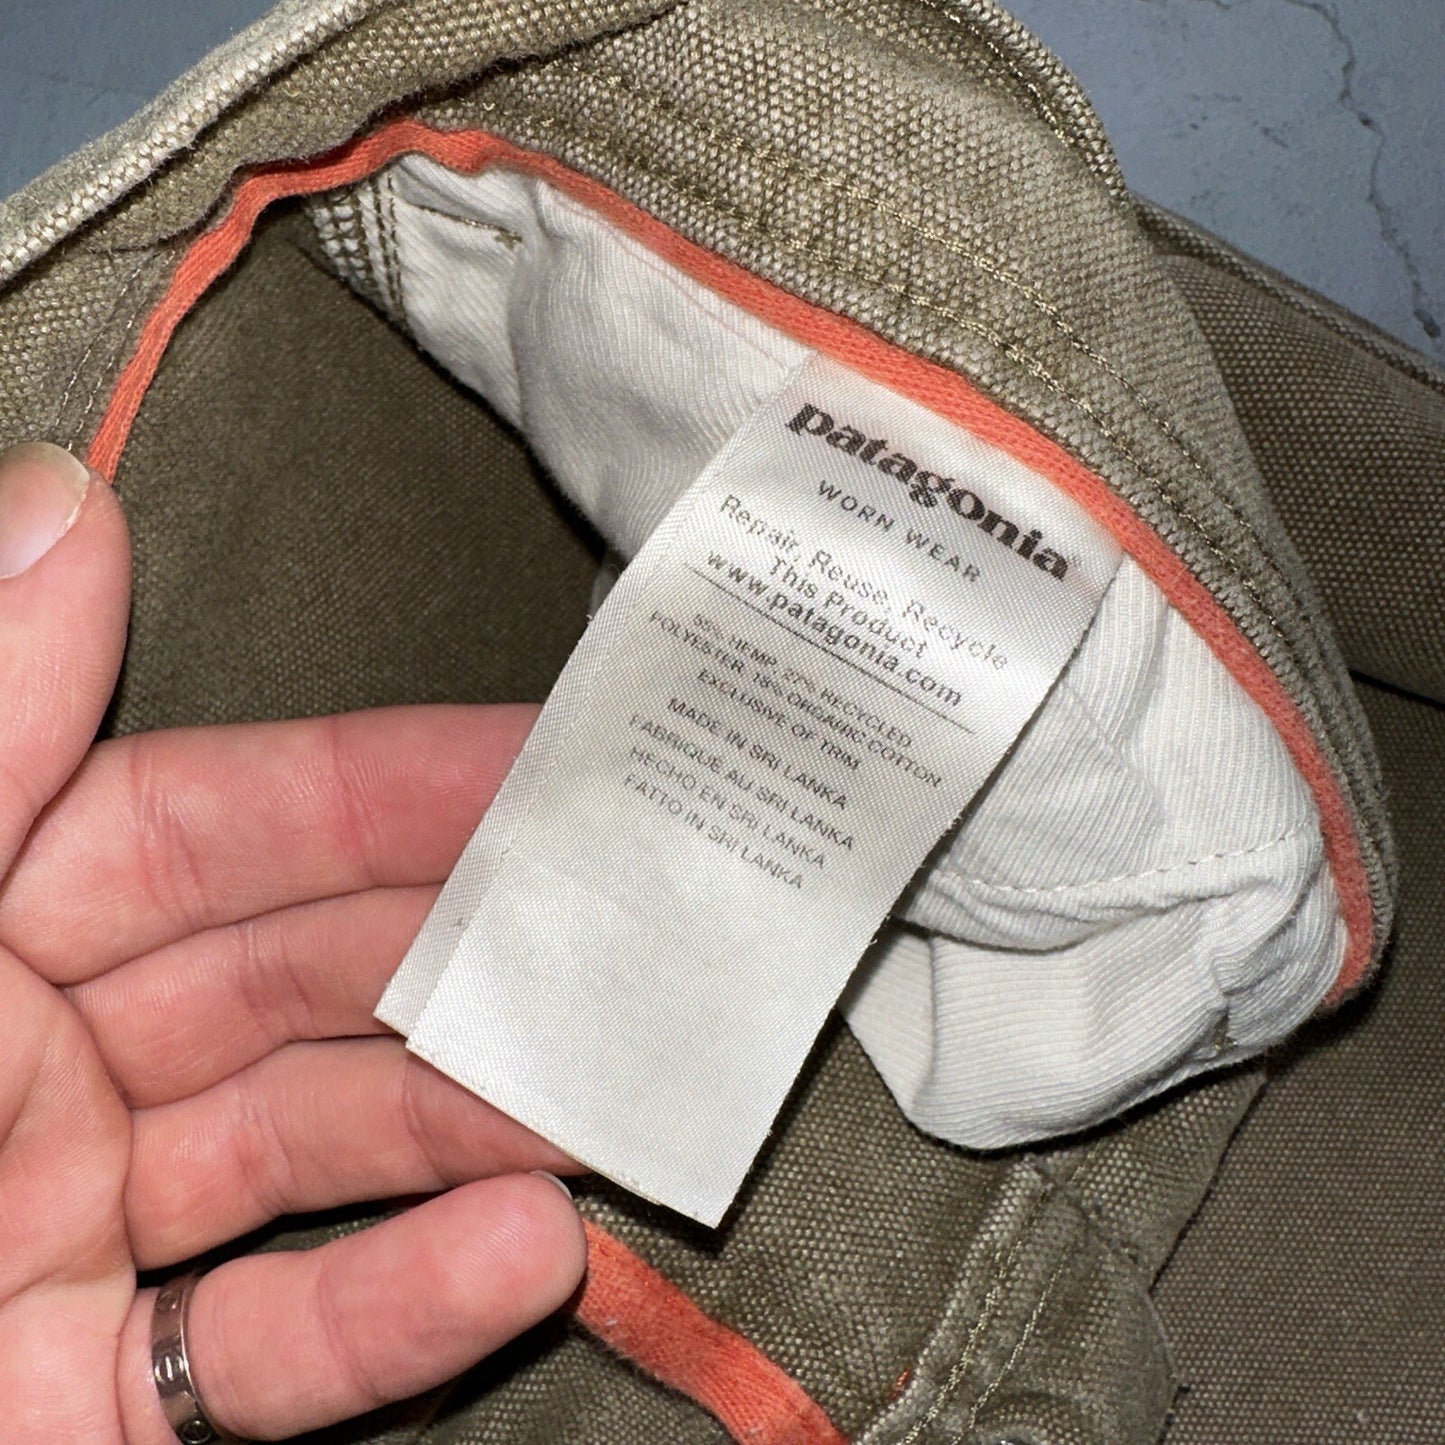 patagonia®
WORN WEAR
Repair, Reuse, Recycle
This Product
www.patagonia.com
55% HEMP, 27% RECYCLED
POLYESTER, 18% ORGANIC COTTON
EXCLUSIVE OF TRIM
MADE IN SRI LANKA
FABRIQUE AU SRI LANKA
HECHO EN SRI LANKA
FATTO IN SRI LANKA